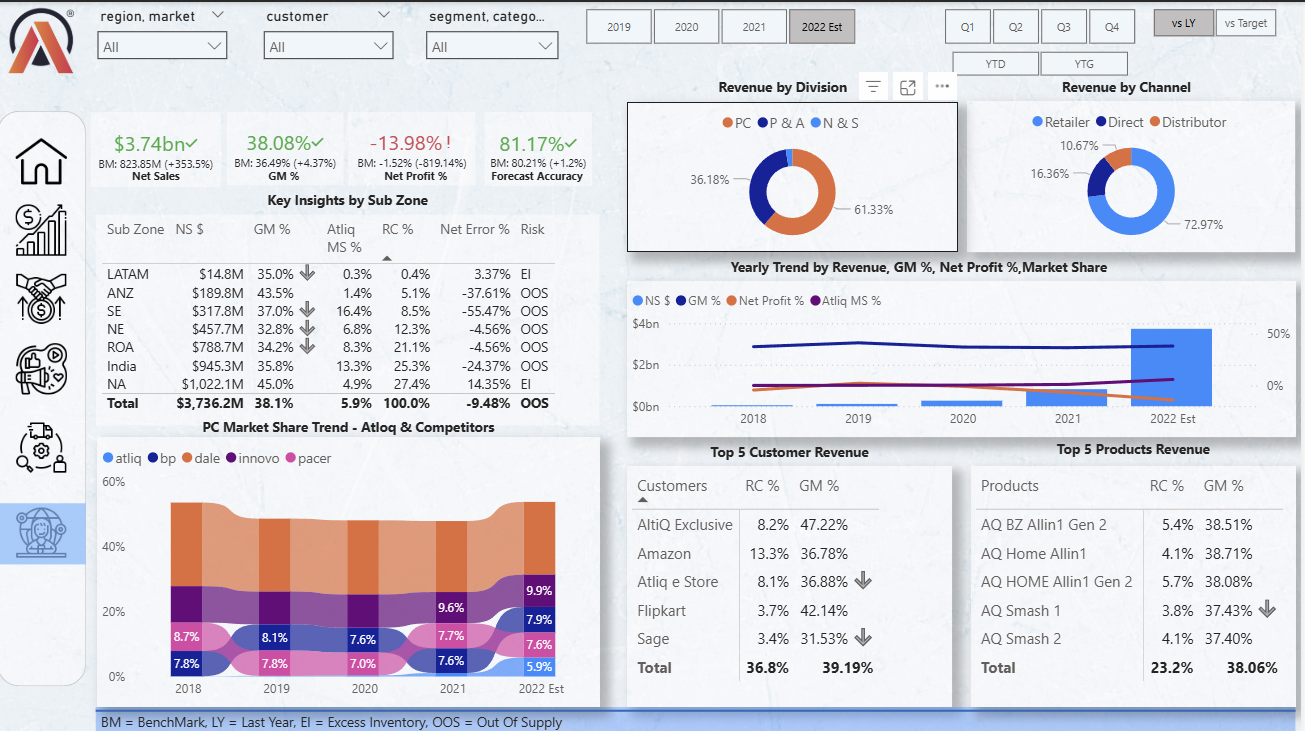 region, market
customer
segment, catego...
All
All
All
2019
2020
2021
2022 Est
Q1
Q2
Q3
Q4
YTD
YTG
vs LY
vs Target
$3.74bn
BM: 823.85M (+353.5%)
Net Sales
38.08%
BM: 36.49% (+4.37%)
GM %
-13.98% !
BM: -1.52% (-819.14%)
Net Profit %
81.17%
BM: 80.21% (+1.2%)
Forecast Accuracy
Revenue by Division
PC P & A N & S
36.18%
61.33%
Revenue by Channel
Retailer Direct Distributor
10.67%
16.36%
72.97%
Key Insights by Sub Zone
Sub Zone NS $ GM % Atliq MS % RC % Net Error % Risk
LATAM $14.8M 35.0% 0.3% 0.4% 3.37% EI
ANZ $189.8M 43.5% 1.4% 5.1% -37.61% OOS
SE $317.8M 37.0% 16.4% 8.5% -55.47% OOS
NE $457.7M 32.8% 6.8% 12.3% -4.56% OOS
ROA $788.7M 34.2% 8.3% 21.1% -4.56% OOS
India $945.3M 35.8% 13.3% 25.3% -24.37% OOS
NA $1,022.1M 45.0% 4.9% 27.4% 14.35% EI
Total $3,736.2M 38.1% 5.9% 100.0% -9.48% OOS
Yearly Trend by Revenue, GM %, Net Profit %,Market Share
NS $ GM % Net Profit % Atliq MS %
$4bn
$2bn
$0bn
50%
0%
2018 2019 2020 2021 2022 Est
PC Market Share Trend - Atloq & Competitors
atliq bp dale innovo pacer
60%
40%
20%
0%
8.7%
7.8%
8.1%
7.8%
7.6%
7.0%
9.6%
7.7%
7.6%
9.9%
7.9%
7.6%
5.9%
2018 2019 2020 2021 2022 Est
Top 5 Customer Revenue
Customers RC % GM %
AltiQ Exclusive 8.2% 47.22%
Amazon 13.3% 36.78%
Atliq e Store 8.1% 36.88%
Flipkart 3.7% 42.14%
Sage 3.4% 31.53%
Total 36.8% 39.19%
Top 5 Products Revenue
Products RC % GM %
AQ BZ Allin1 Gen 2 5.4% 38.51%
AQ Home Allin1 4.1% 38.71%
AQ HOME Allin1 Gen 2 5.7% 38.08%
AQ Smash 1 3.8% 37.43%
AQ Smash 2 4.1% 37.40%
Total 23.2% 38.06%
BM = BenchMark, LY = Last Year, EI = Excess Inventory, OOS = Out Of Supply